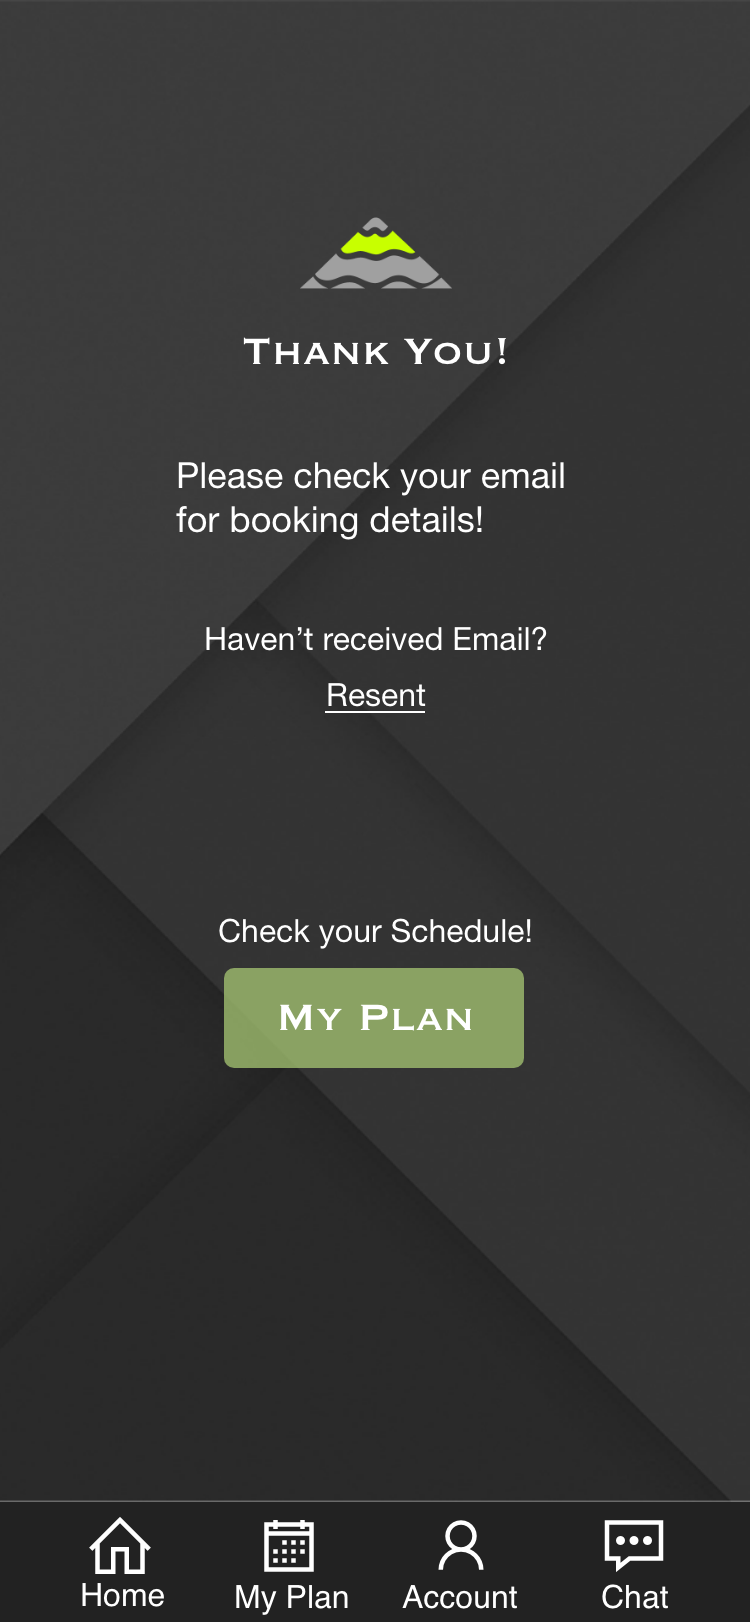 Thank You!
Please check your email
for booking details!
Haven’t received Email?
Resent
Check your Schedule!
My Plan
Home
My Plan
Account
Chat